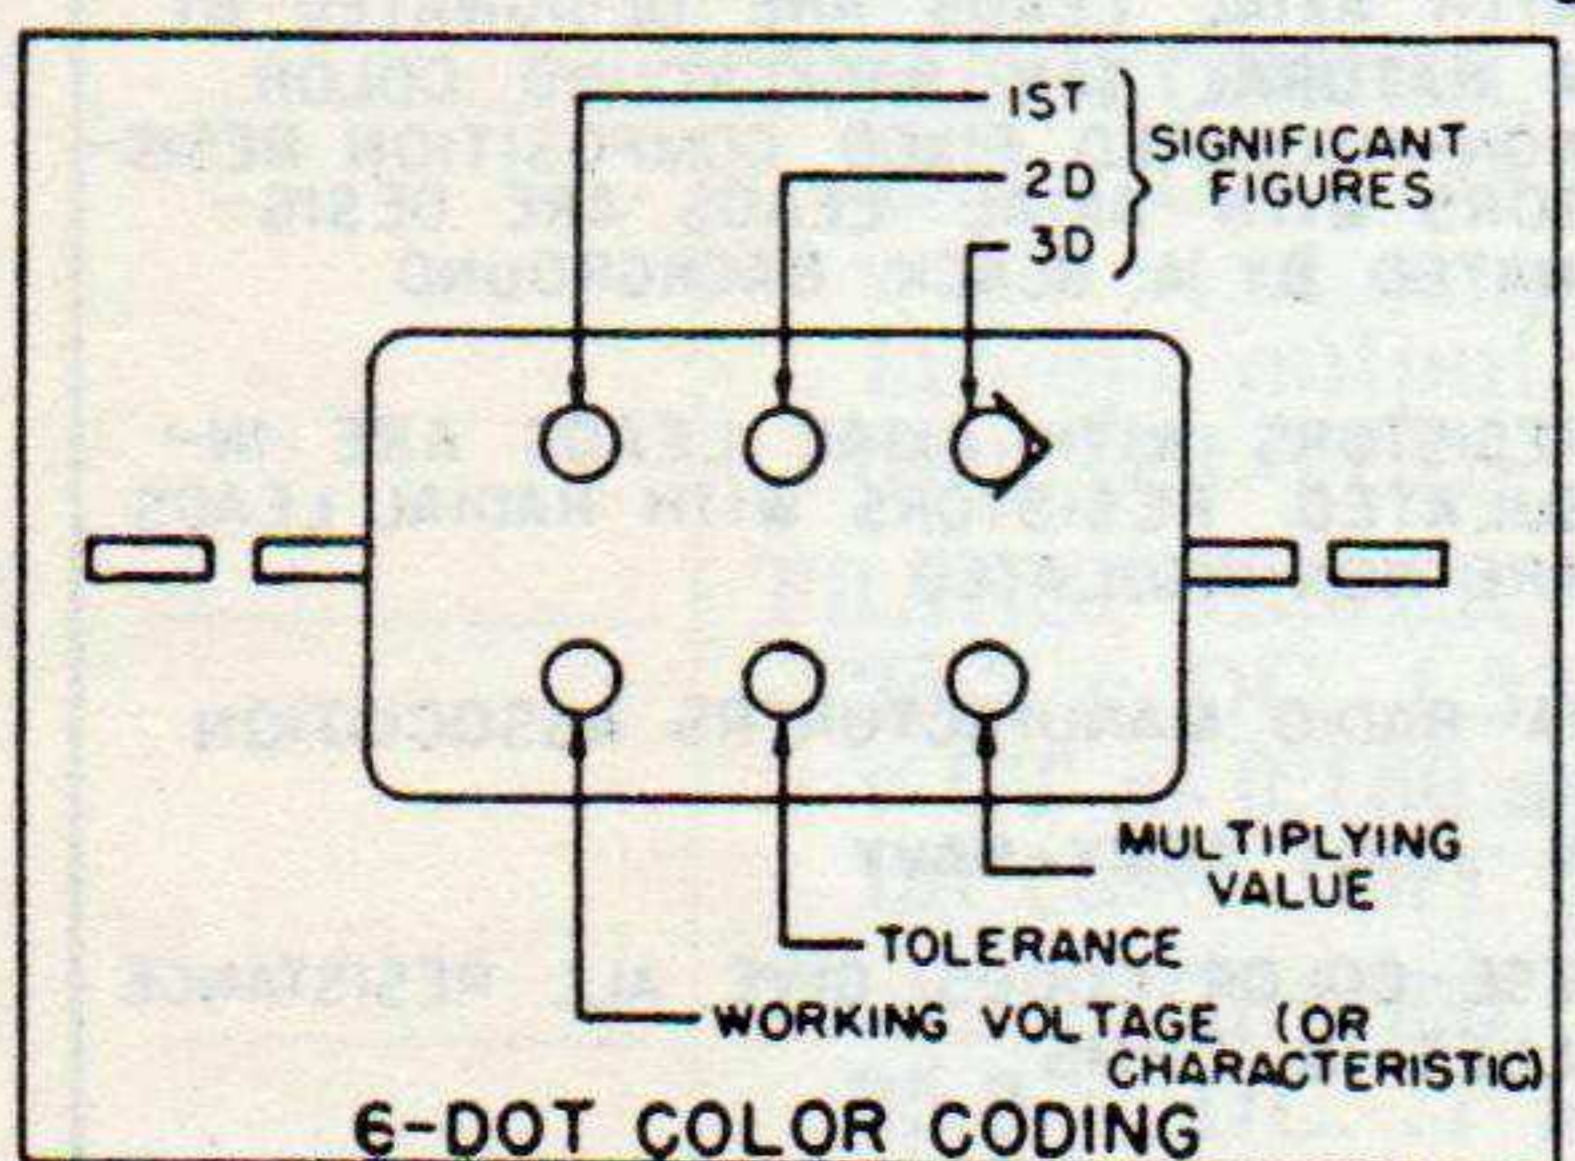 1ST
2D
3D
SIGNIFICANT
FIGURES
MULTIPLYING
VALUE
TOLERANCE
WORKING VOLTAGE (OR
CHARACTERISTIC)
6-DOT COLOR CODING